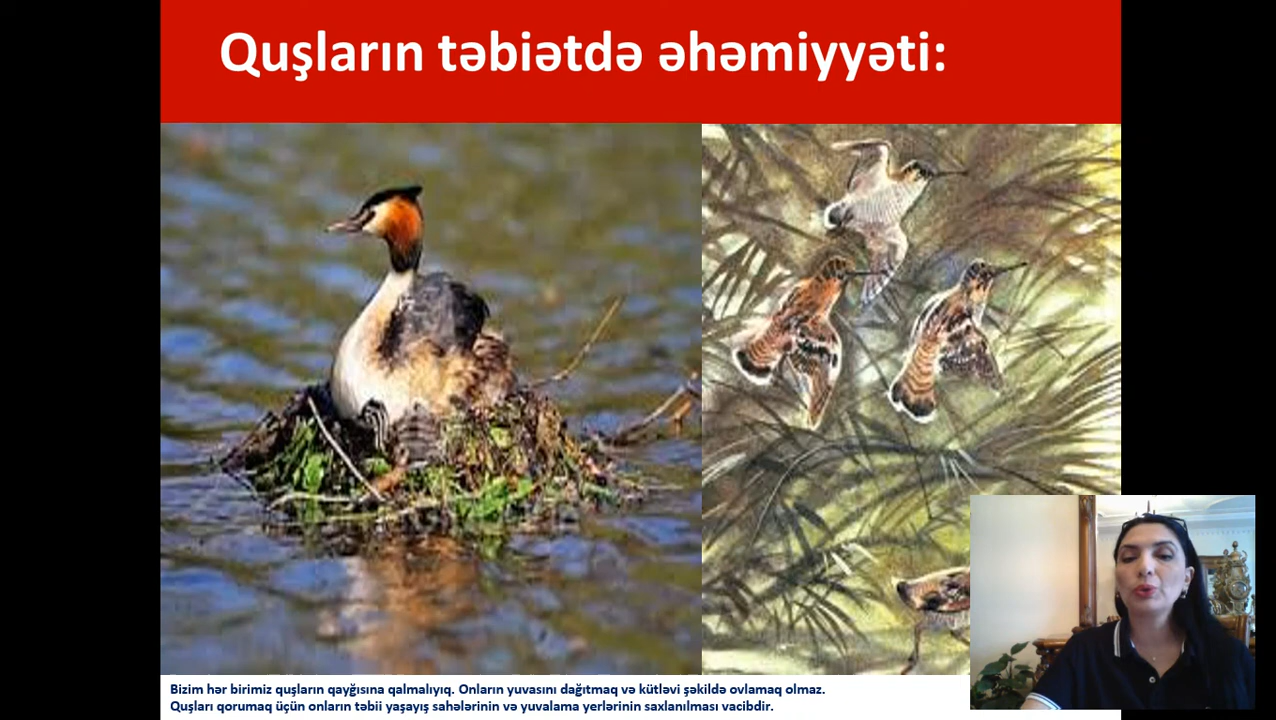 Quşların təbiətdə əhəmiyyəti:
Bizim hər birimiz quşların qayğısına qalmalıyıq. Onların yuvasını dağıtmaq və kütləvi şəkildə ovlamaq olmaz.
Quşları qorumaq üçün onların təbii yaşayış sahələrinin və yuvalama yerlərinin saxlanılması vacibdir.